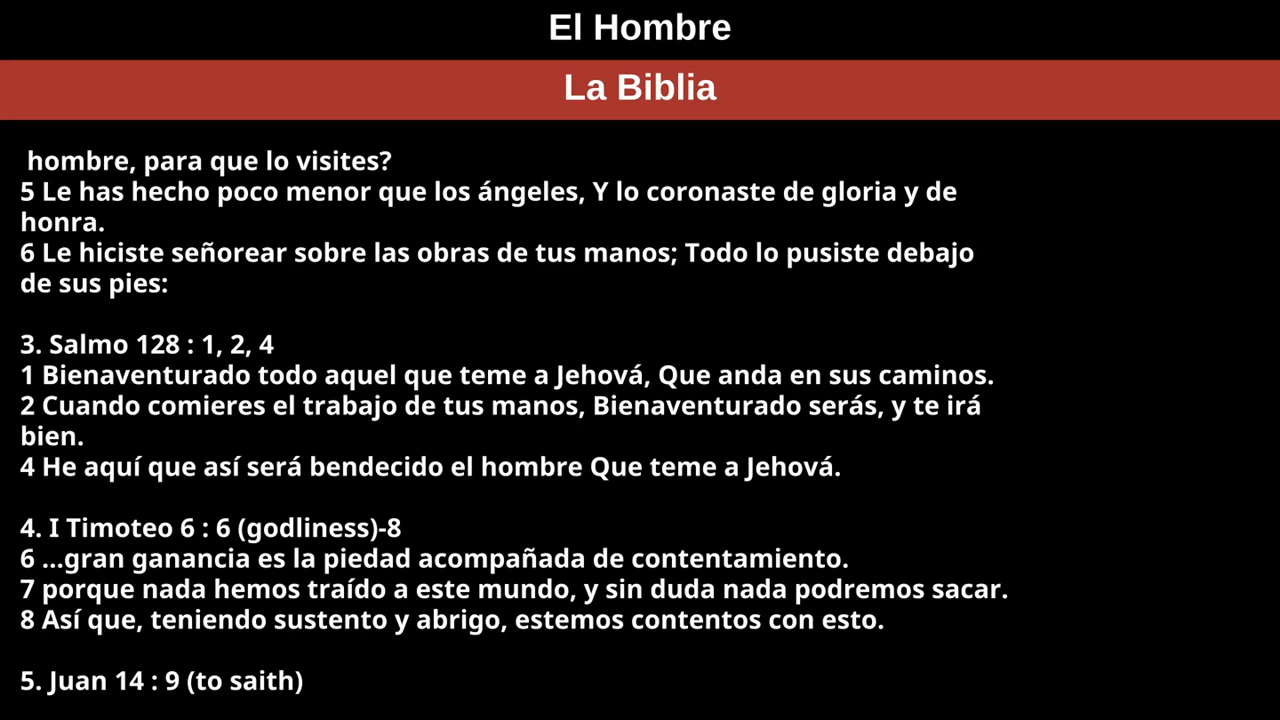 El Hombre
La Biblia
hombre, para que lo visites?
5 Le has hecho poco menor que los ángeles, Y lo coronaste de gloria y de
honra.
6 Le hiciste señorear sobre las obras de tus manos; Todo lo pusiste debajo
de sus pies:
3. Salmo 128 : 1, 2, 4
1 Bienaventurado todo aquel que teme a Jehová, Que anda en sus caminos.
2 Cuando comieres el trabajo de tus manos, Bienaventurado serás, y te irá
bien.
4 He aquí que así será bendecido el hombre Que teme a Jehová.
4. I Timoteo 6 : 6 (godliness)-8
6 ...gran ganancia es la piedad acompañada de contentamiento.
7 porque nada hemos traído a este mundo, y sin duda nada podremos sacar.
8 Así que, teniendo sustento y abrigo, estemos contentos con esto.
5. Juan 14 : 9 (to saith)